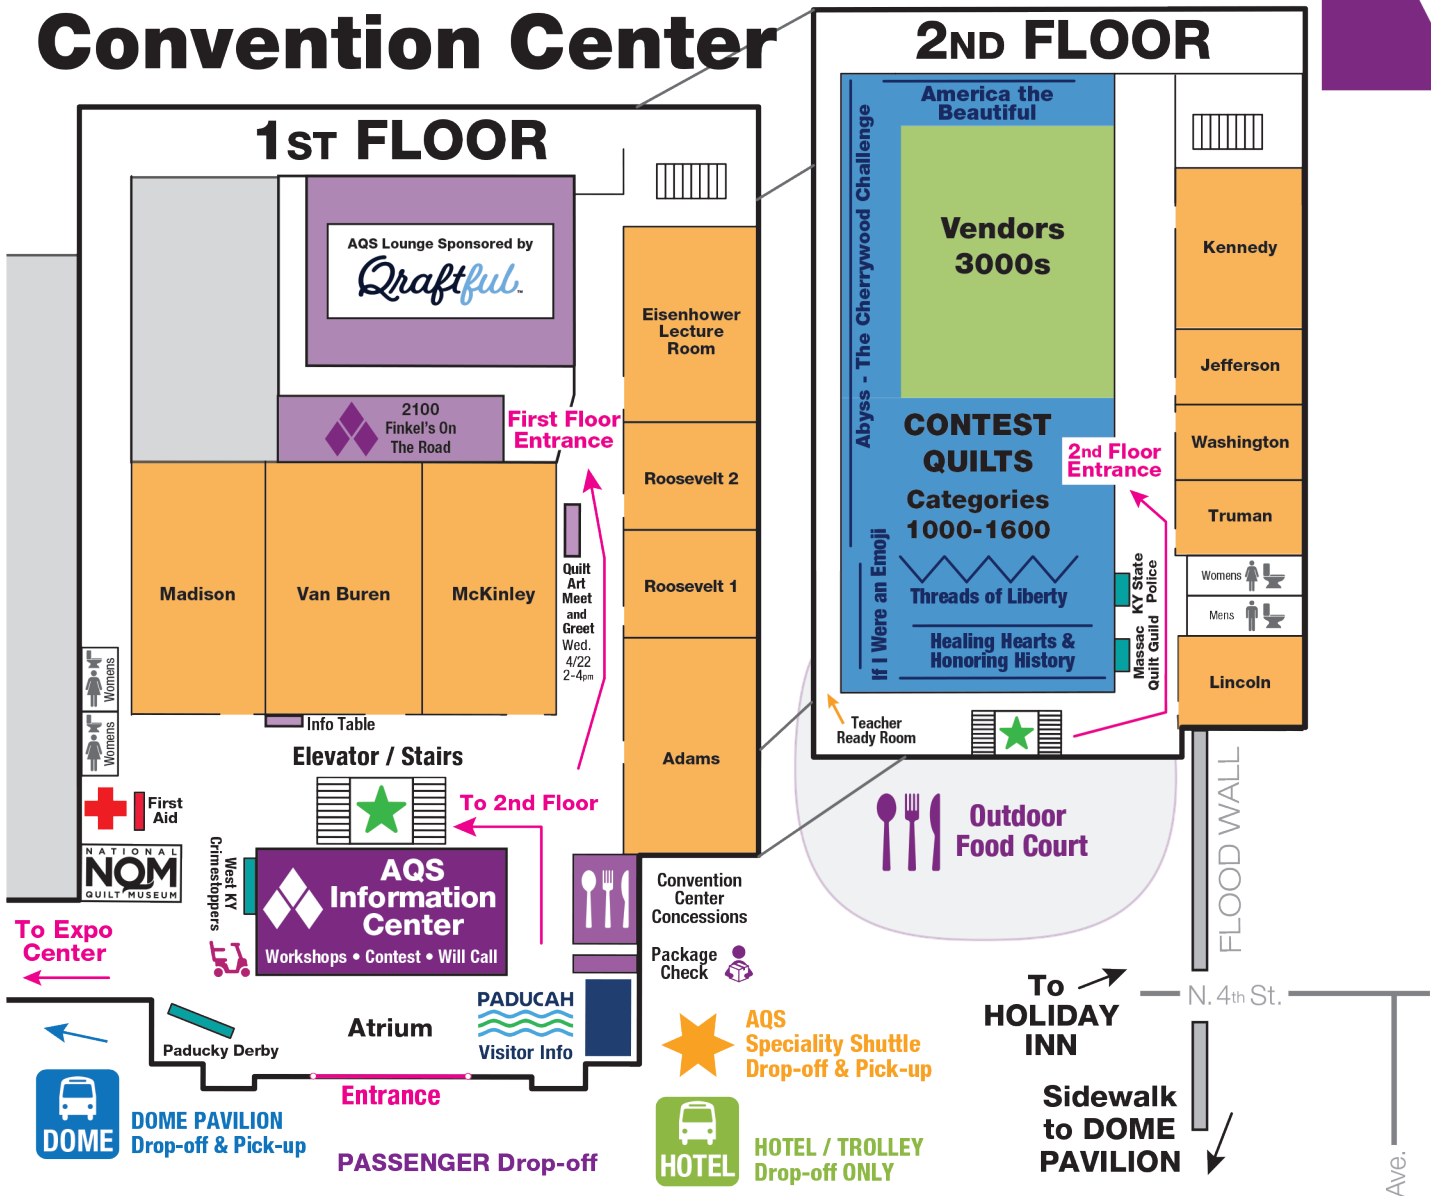 Convention Center
1ST FLOOR
AQS Lounge Sponsored by
Qraftful™
2100
Finkel's On
The Road
First Floor
Entrance
Eisenhower
Lecture
Room
Roosevelt 2
Roosevelt 1
Adams
Madison
Van Buren
McKinley
Quilt
Art
Meet
and
Greet
Wed.
4/22
2-4pm
Womens
Womens
Info Table
Elevator / Stairs
First
Aid
To 2nd Floor
NATIONAL
NQM
QUILT MUSEUM
West KY
Crimestoppers
AQS
Information
Center
Workshops • Contest • Will Call
Convention
Center
Concessions
Package
Check
To Expo
Center
Paducky Derby
Atrium
PADUCAH
Visitor Info
Entrance
DOME
DOME PAVILION
Drop-off & Pick-up
PASSENGER Drop-off
AQS
Speciality Shuttle
Drop-off & Pick-up
HOTEL
HOTEL / TROLLEY
Drop-off ONLY
2ND FLOOR
America the
Beautiful
Abyss - The Cherrywood Challenge
Vendors
3000s
CONTEST
QUILTS
Categories
1000-1600
If I Were an Emoji
Threads of Liberty
Healing Hearts &
Honoring History
2nd Floor
Entrance
KY State
Police
Massac
Quilt Guild
Kennedy
Jefferson
Washington
Truman
Womens
Mens
Lincoln
Teacher
Ready Room
Outdoor
Food Court
FLOOD WALL
N. 4th St.
To
HOLIDAY
INN
Sidewalk
to DOME
PAVILION
Ave.